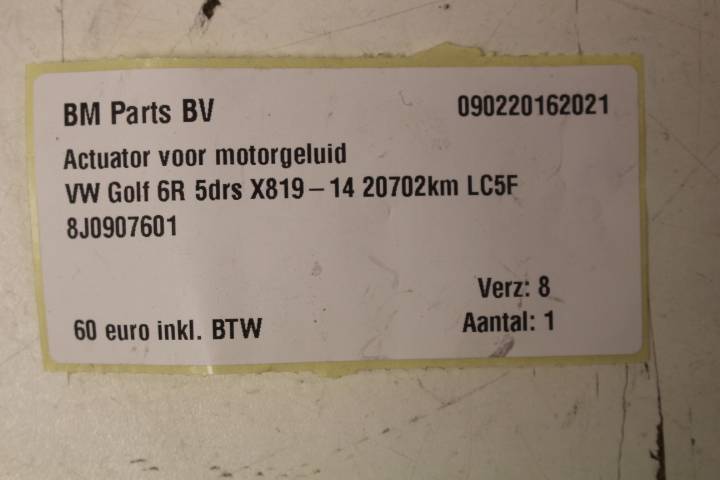 BM Parts BV 090220162021
Actuator voor motorgeluid
VW Golf 6R 5drs X819-14 20702km LC5F
8J0907601
Verz: 8
60 euro inkl. BTW Aantal: 1